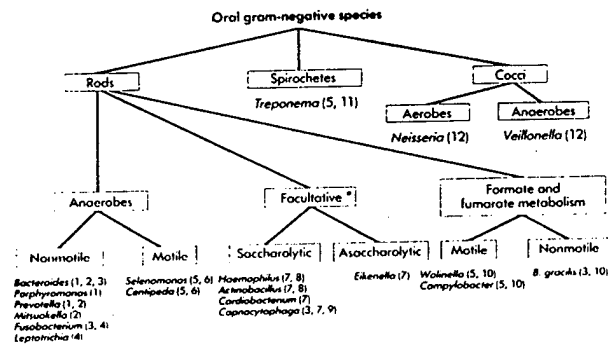 Oral gram-negative species
Rods
Spirochetes
Cocci
Treponema (5, 11)
Aerobes
Anaerobes
Neisseria (12)
Veillonella (12)
Anaerobes
Facultative *
Formate and
fumarate metabolism
Nonmotile
Motile
Saccharolytic
Asaccharolytic
Motile
Nonmotile
Bacteroides (1, 2, 3)
Porphyromonas (1)
Prevotella (1, 2)
Mitsuokella (2)
Fusobacterium (3, 4)
Leptotrichia (4)
Selenomonas (5, 6)
Centipeda (5, 6)
Haemophilus (7, 8)
Actinobacillus (7, 8)
Cardiobacterium (7)
Capnocytophaga (3, 7, 9)
Eikenella (7)
Wolinella (5, 10)
Campylobacter (5, 10)
B. gracilis (3, 10)